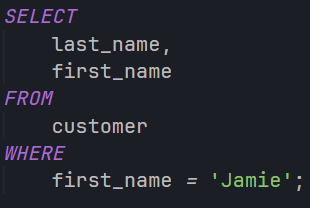 SELECT
    last_name,
    first_name
FROM
    customer
WHERE
    first_name = 'Jamie';